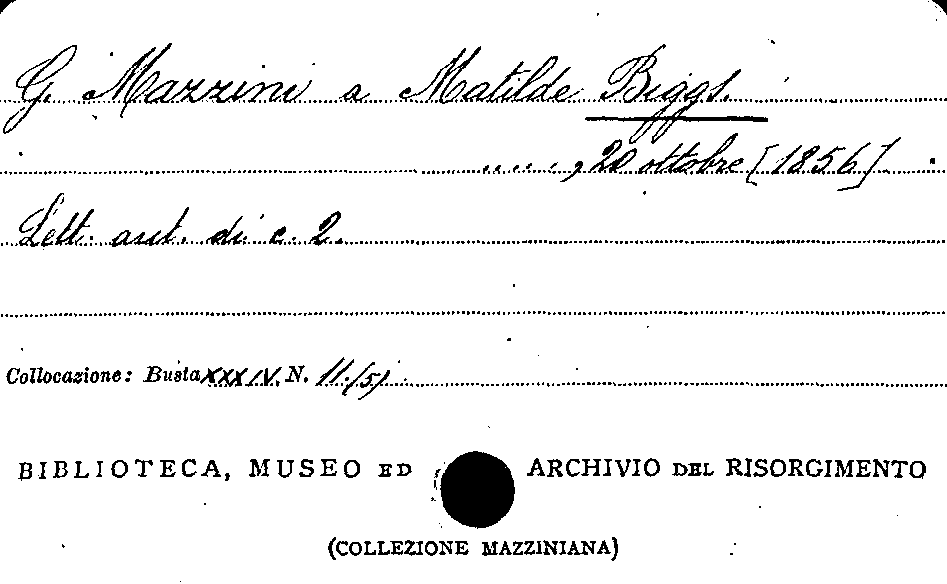 G. Mazzini a Matilde Biggs.
....., 20 ottobre [1856].
Lett. aut. di c. 2.
Collocazione: Busta XXXIV. N. 11.(5)
BIBLIOTECA, MUSEO ED ARCHIVIO DEL RISORGIMENTO
(COLLEZIONE MAZZINIANA)